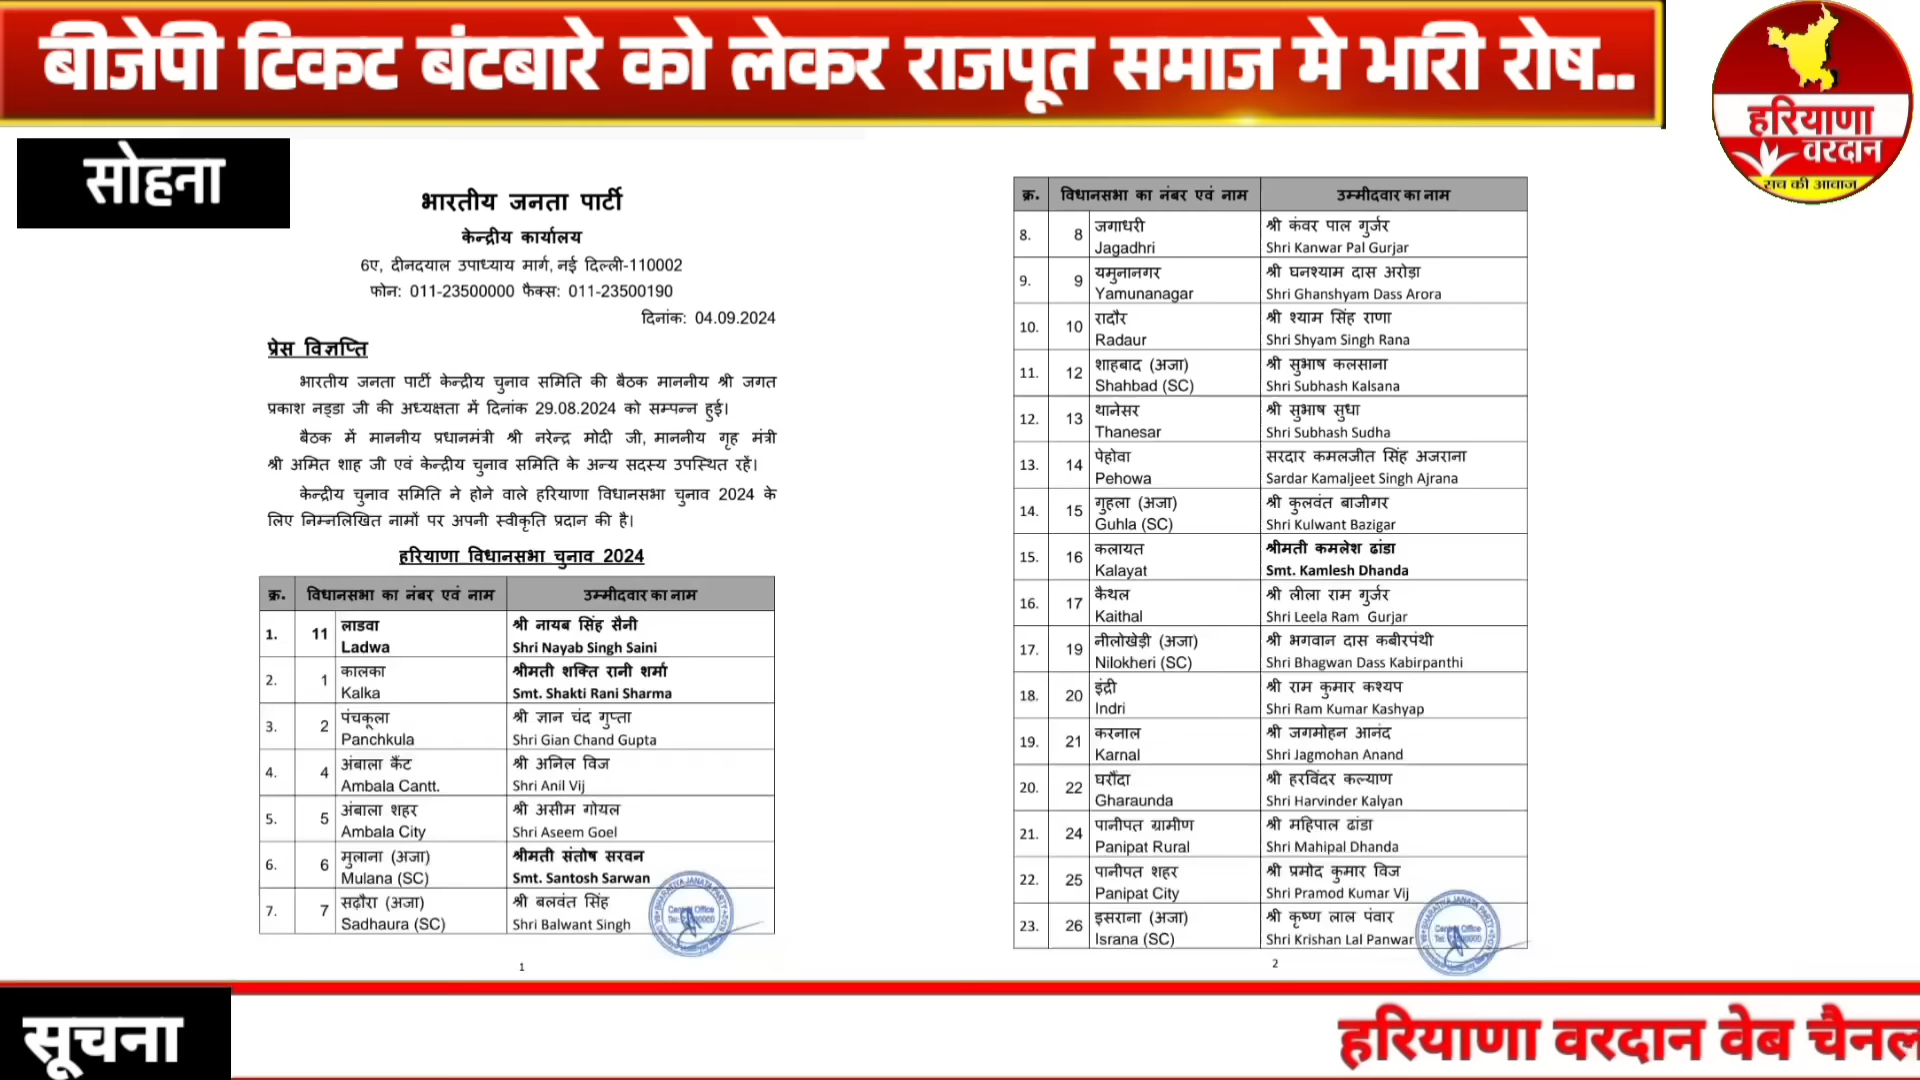 बीजेपी टिकट बंटबारे को लेकर राजपूत समाज मे भारी रोष..
हरियाणा
वरदान
सच की आवाज
सोहना
भारतीय जनता पार्टी
केन्द्रीय कार्यालय
6ए, दीनदयाल उपाध्याय मार्ग, नई दिल्ली-110002
फोन: 011-23500000 फैक्स: 011-23500190
दिनांक: 04.09.2024
प्रेस विज्ञप्ति
भारतीय जनता पार्टी केन्द्रीय चुनाव समिति की बैठक माननीय श्री जगत
प्रकाश नड्डा जी की अध्यक्षता में दिनांक 29.08.2024 को सम्पन्न हुई।
बैठक में माननीय प्रधानमंत्री श्री नरेन्द्र मोदी जी, माननीय गृह मंत्री
श्री अमित शाह जी एवं केन्द्रीय चुनाव समिति के अन्य सदस्य उपस्थित रहें।
केन्द्रीय चुनाव समिति ने होने वाले हरियाणा विधानसभा चुनाव 2024 के
लिए निम्नलिखित नामों पर अपनी स्वीकृति प्रदान की है।
हरियाणा विधानसभा चुनाव 2024
क्र. विधानसभा का नंबर एवं नाम उम्मीदवार का नाम
1. 11 लाडवा श्री नायब सिंह सैनी
Ladwa Shri Nayab Singh Saini
2. 1 कालका श्रीमती शक्ति रानी शर्मा
Kalka Smt. Shakti Rani Sharma
3. 2 पंचकूला श्री ज्ञान चंद गुप्ता
Panchkula Shri Gian Chand Gupta
4. 4 अंबाला कैंट श्री अनिल विज
Ambala Cantt. Shri Anil Vij
5. 5 अंबाला शहर श्री असीम गोयल
Ambala City Shri Aseem Goel
6. 6 मुलाना (अजा) श्रीमती संतोष सरवन
Mulana (SC) Smt. Santosh Sarwan
7. 7 सढ़ौरा (अजा) श्री बलवंत सिंह
Sadhaura (SC) Shri Balwant Singh
1
क्र. विधानसभा का नंबर एवं नाम उम्मीदवार का नाम
8. 8 जगाधरी श्री कंवर पाल गुर्जर
Jagadhri Shri Kanwar Pal Gurjar
9. 9 यमुनानगर श्री घनश्याम दास अरोड़ा
Yamunanagar Shri Ghanshyam Dass Arora
10. 10 रादौर श्री श्याम सिंह राणा
Radaur Shri Shyam Singh Rana
11. 12 शाहबाद (अजा) श्री सुभाष कलसाना
Shahbad (SC) Shri Subhash Kalsana
12. 13 थानेसर श्री सुभाष सुधा
Thanesar Shri Subhash Sudha
13. 14 पेहोवा सरदार कमलजीत सिंह अजराना
Pehowa Sardar Kamaljeet Singh Ajrana
14. 15 गुहला (अजा) श्री कुलवंत बाजीगर
Guhla (SC) Shri Kulwant Bazigar
15. 16 कलायत श्रीमती कमलेश ढांडा
Kalayat Smt. Kamlesh Dhanda
16. 17 कैथल श्री लीला राम गुर्जर
Kaithal Shri Leela Ram Gurjar
17. 19 नीलोखेड़ी (अजा) श्री भगवान दास कबीरपंथी
Nilokheri (SC) Shri Bhagwan Dass Kabirpanthi
18. 20 इंद्री श्री राम कुमार कश्यप
Indri Shri Ram Kumar Kashyap
19. 21 करनाल श्री जगमोहन आनंद
Karnal Shri Jagmohan Anand
20. 22 घरौंदा श्री हरविंदर कल्याण
Gharaunda Shri Harvinder Kalyan
21. 24 पानीपत ग्रामीण श्री महिपाल ढांडा
Panipat Rural Shri Mahipal Dhanda
22. 25 पानीपत शहर श्री प्रमोद कुमार विज
Panipat City Shri Pramod Kumar Vij
23. 26 इसराना (अजा) श्री कृष्ण लाल पंवार
Israna (SC) Shri Krishan Lal Panwar
2
सूचना
हरियाणा वरदान वेब चैनल